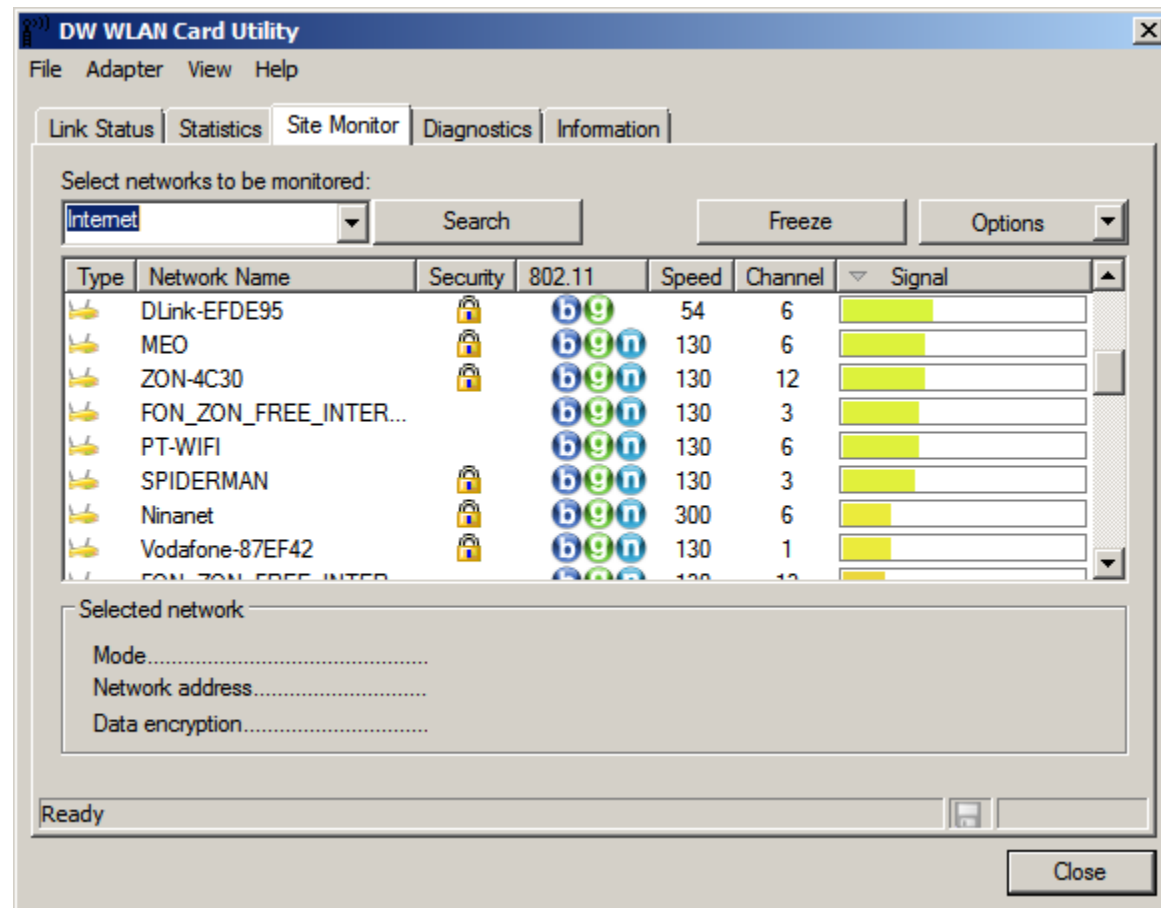 DW WLAN Card Utility
File Adapter View Help
Link Status Statistics Site Monitor Diagnostics Information
Select networks to be monitored:
Internet Search Freeze Options
Type Network Name Security 802.11 Speed Channel Signal
DLink-EFDE95 b g 54 6
MEO b g n 130 6
ZON-4C30 b g n 130 12
FON_ZON_FREE_INTER... b g n 130 3
PT-WIFI b g n 130 6
SPIDERMAN b g n 130 3
Ninanet b g n 300 6
Vodafone-87EF42 b g n 130 1
FON_ZON_FREE_INTER b g n 130
Selected network
Mode.............................................
Network address............................
Data encryption..............................
Ready
Close